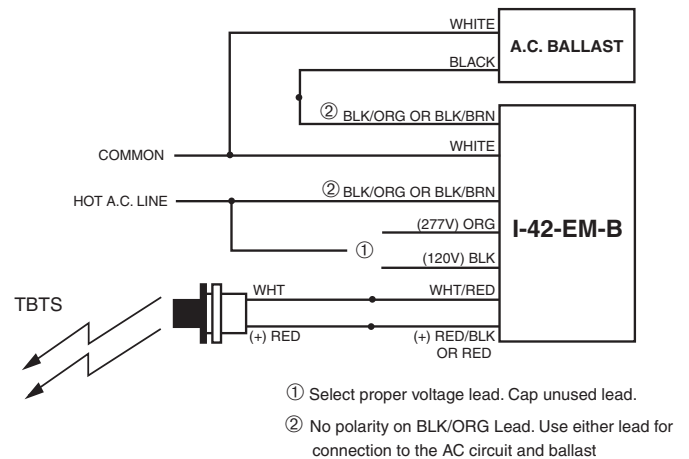 WHITE
A.C. BALLAST
BLACK
② BLK/ORG OR BLK/BRN
WHITE
COMMON
② BLK/ORG OR BLK/BRN
HOT A.C. LINE
(277V) ORG
I-42-EM-B
①
(120V) BLK
WHT
WHT/RED
TBTS
(+) RED
(+) RED/BLK
OR RED
① Select proper voltage lead. Cap unused lead.
② No polarity on BLK/ORG Lead. Use either lead for
connection to the AC circuit and ballast